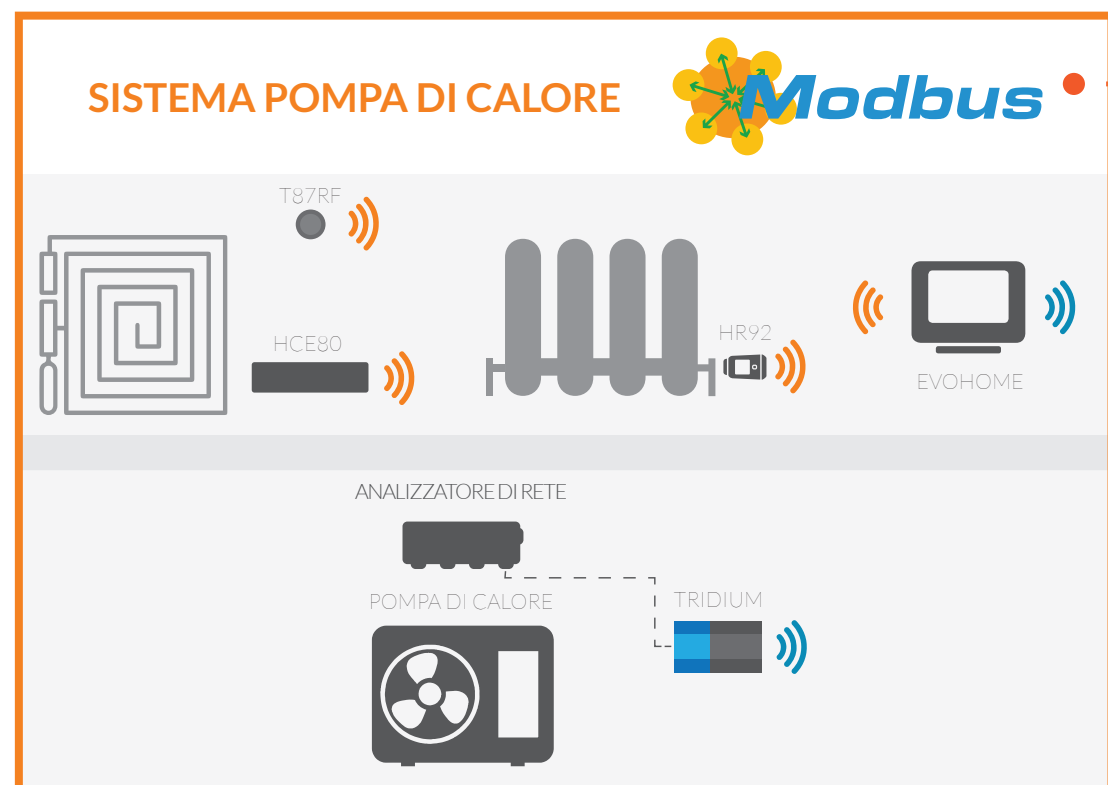 SISTEMA POMPA DI CALORE
Modbus
T87RF
HCE80
HR92
EVOHOME
ANALIZZATORE DI RETE
POMPA DI CALORE
TRIDIUM